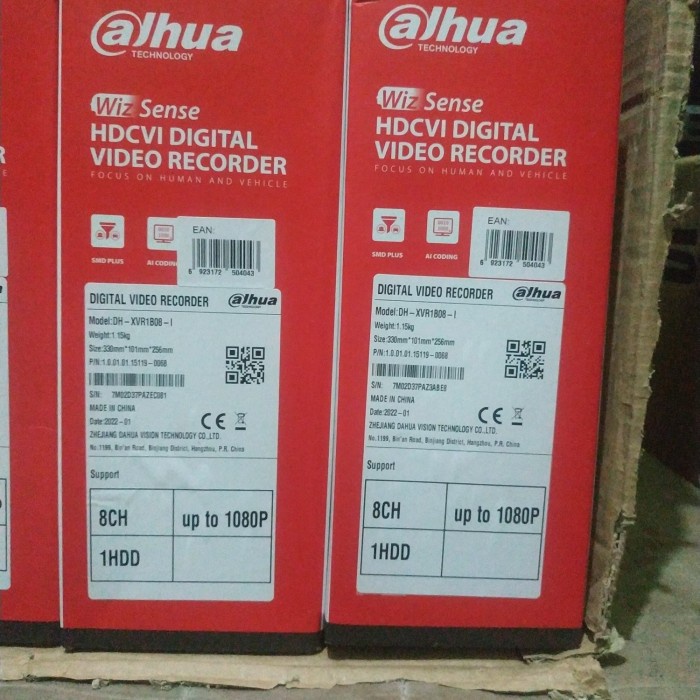 alhua
TECHNOLOGY
Wiz Sense
HDCVI DIGITAL
VIDEO RECORDER
FOCUS ON HUMAN AND VEHICLE
SMD PLUS
AI CODING
EAN:
6 923172 504043
DIGITAL VIDEO RECORDER alhua
Model:DH-XVR1B08-I
Weight:1.15kg
Size:330mm*101mm*256mm
P/N:1.0.01.01.15119-0068
S/N: 7M02D37PAZEC081
MADE IN CHINA
Date:2022-01
CE
ZHEJIANG DAHUA VISION TECHNOLOGY CO.,LTD.
No.1199, Bin'an Road, Binjiang District, Hangzhou, P.R. China
Support
8CH up to 1080P
1HDD
alhua
TECHNOLOGY
Wiz Sense
HDCVI DIGITAL
VIDEO RECORDER
FOCUS ON HUMAN AND VEHICLE
SMD PLUS
AI CODING
EAN:
6 923172 504043
DIGITAL VIDEO RECORDER alhua
Model:DH-XVR1B08-I
Weight:1.15kg
Size:330mm*101mm*256mm
P/N:1.0.01.01.15119-0068
S/N: 7M02D37PAZ3ABE8
MADE IN CHINA
Date:2022-01
CE
ZHEJIANG DAHUA VISION TECHNOLOGY CO.,LTD.
No.1199, Bin'an Road, Binjiang District, Hangzhou, P.R. China
Support
8CH up to 1080P
1HDD